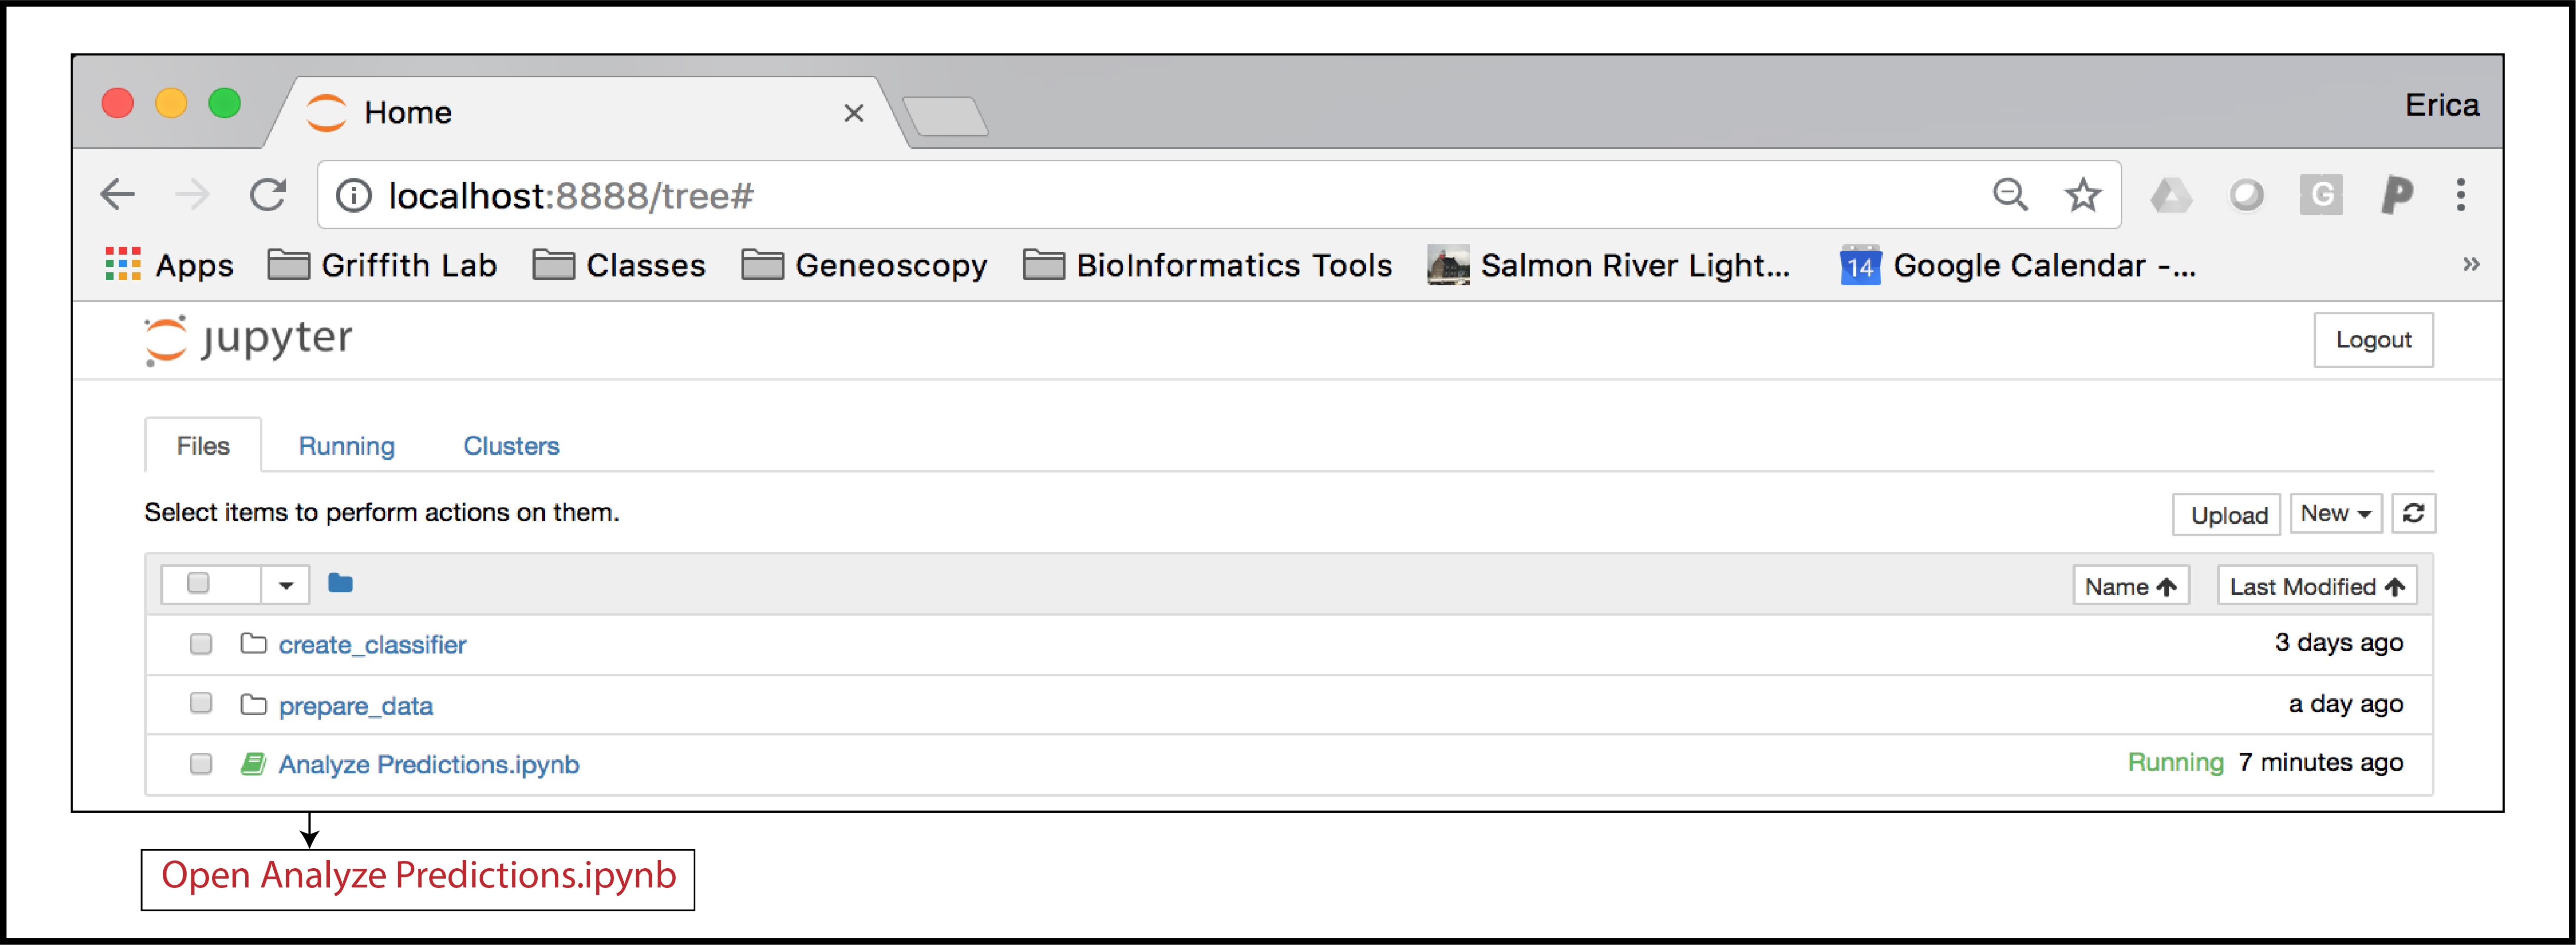 Home
Erica
localhost:8888/tree#
G
P
Apps Griffith Lab Classes Geneoscopy BioInformatics Tools Salmon River Light... 14 Google Calendar -... »
jupyter
Logout
Files Running Clusters
Select items to perform actions on them.
Upload New
Name Last Modified
create_classifier 3 days ago
prepare_data a day ago
Analyze Predictions.ipynb Running 7 minutes ago
Open Analyze Predictions.ipynb